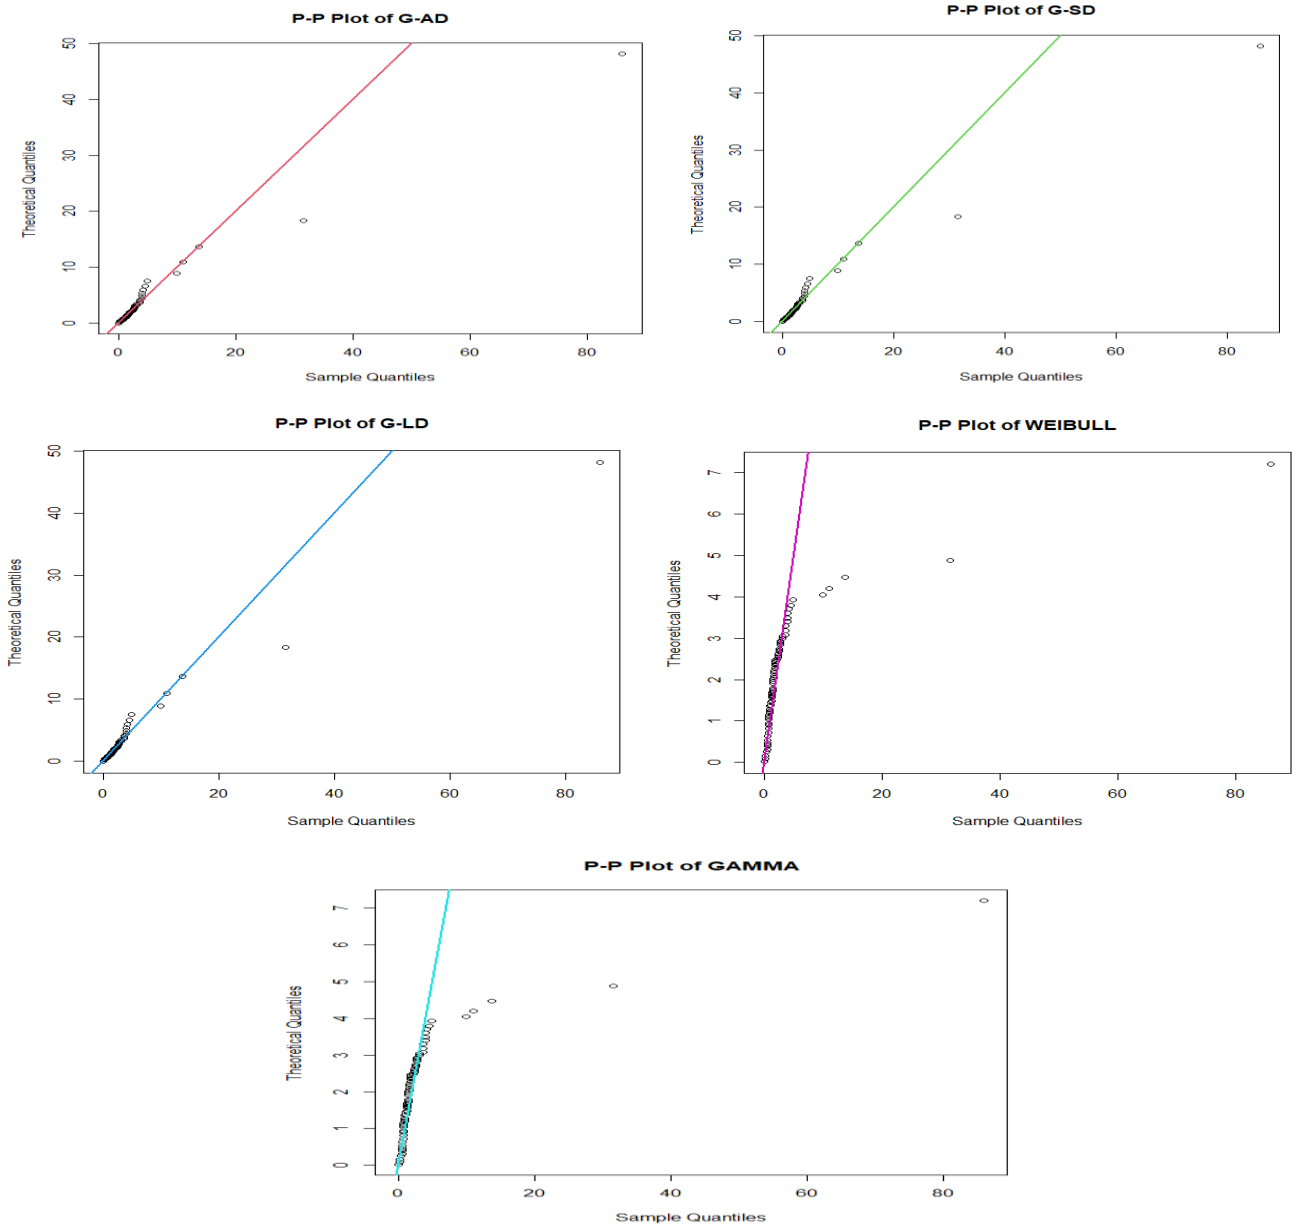 P-P Plot of G-AD
Theoretical Quantiles
50
40
30
20
10
0
0 20 40 60 80
Sample Quantiles
P-P Plot of G-SD
Theoretical Quantiles
50
40
30
20
10
0
0 20 40 60 80
Sample Quantiles
P-P Plot of G-LD
Theoretical Quantiles
50
40
30
20
10
0
0 20 40 60 80
Sample Quantiles
P-P Plot of WEIBULL
Theoretical Quantiles
7
6
5
4
3
2
1
0
0 20 40 60 80
Sample Quantiles
P-P Plot of GAMMA
Theoretical Quantiles
7
6
5
4
3
2
1
0
0 20 40 60 80
Sample Quantiles